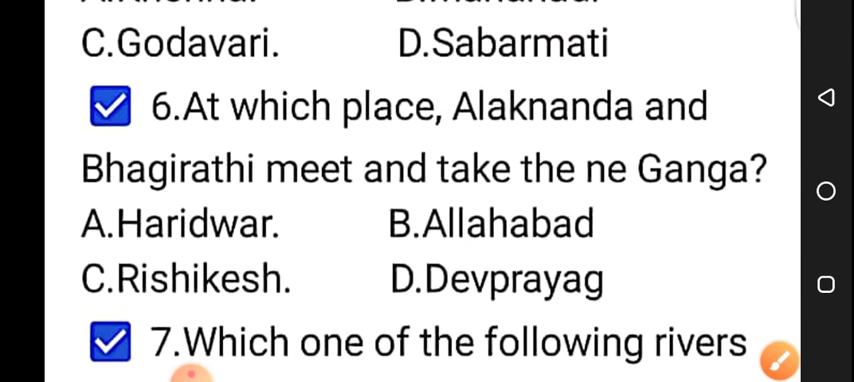 C.Godavari. D.Sabarmati
6.At which place, Alaknanda and
Bhagirathi meet and take the ne Ganga?
A.Haridwar. B.Allahabad
C.Rishikesh. D.Devprayag
7.Which one of the following rivers